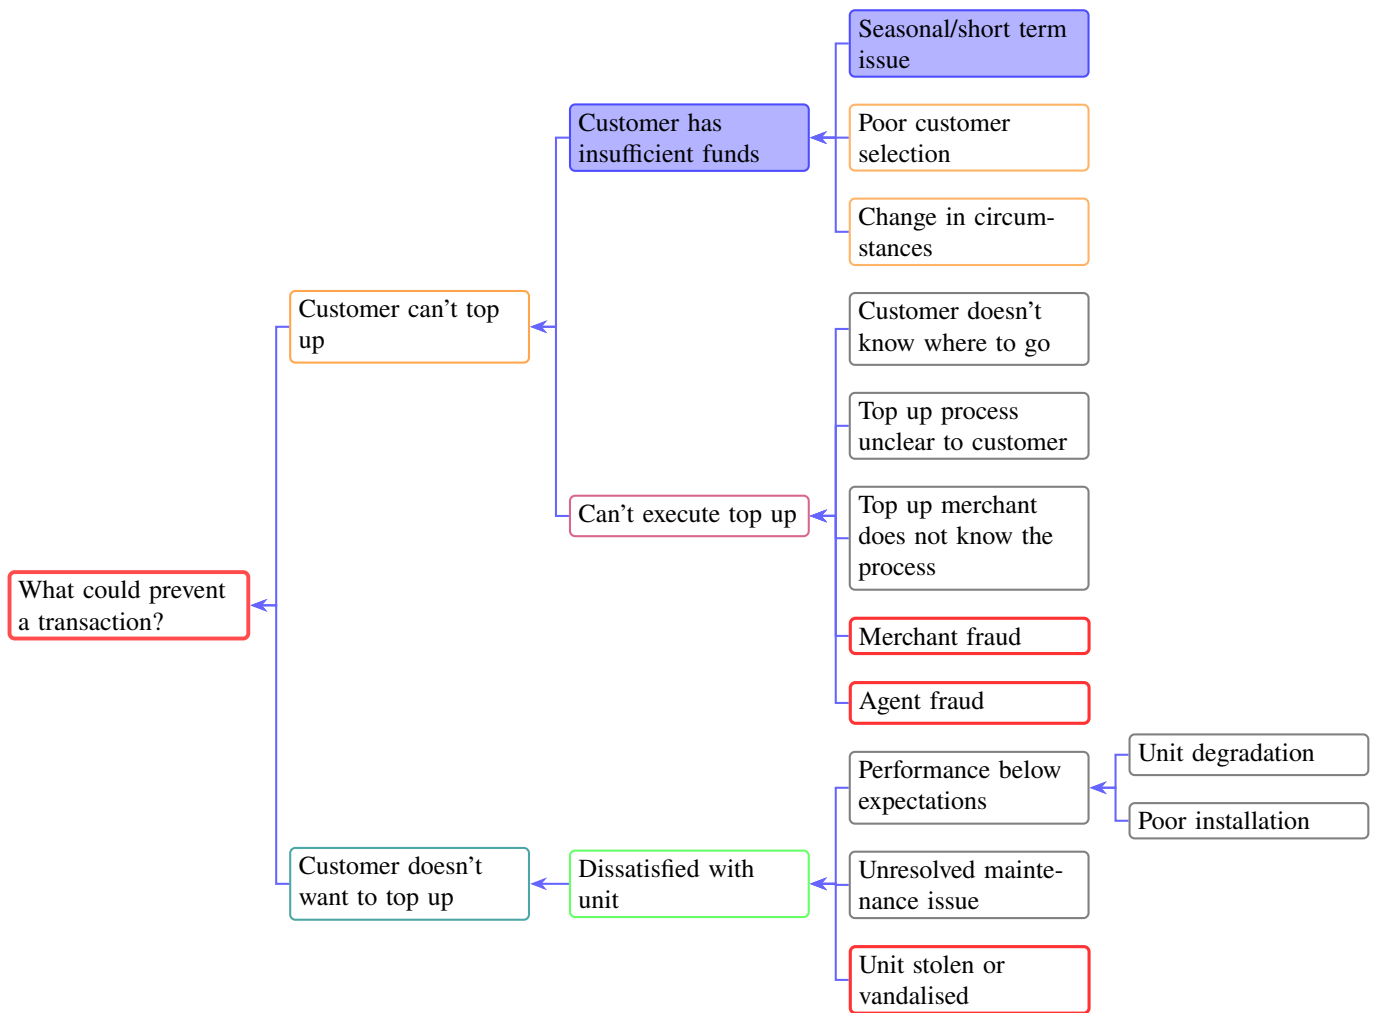 Seasonal/short term
issue
Customer has
insufficient funds
Poor customer
selection
Change in circum-
stances
Customer can't top
up
Customer doesn't
know where to go
Top up process
unclear to customer
Can't execute top up
Top up merchant
does not know the
process
What could prevent
a transaction?
Merchant fraud
Agent fraud
Performance below
expectations
Unit degradation
Poor installation
Customer doesn't
want to top up
Dissatisfied with
unit
Unresolved mainte-
nance issue
Unit stolen or
vandalised